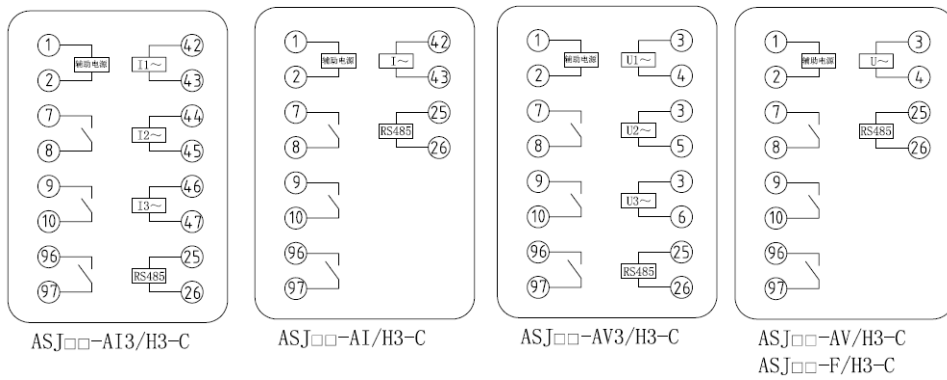 1 42 1 42 1 3 1 3
辅助电源 I1～ 辅助电源 I～ 辅助电源 U1～ 辅助电源 U～
2 43 2 43 2 4 2 4
7 44 7 25 7 3 7 25
I2～ RS485 U2～ RS485
8 45 8 26 8 5 8 26
9 46 9 9 3 9
I3～ U3～
10 47 10 10 6 10
96 25 96 96 25 96
RS485 RS485
97 26 97 97 26 97
ASJ□□-AI3/H3-C ASJ□□-AI/H3-C ASJ□□-AV3/H3-C ASJ□□-AV/H3-C
ASJ□□-F/H3-C